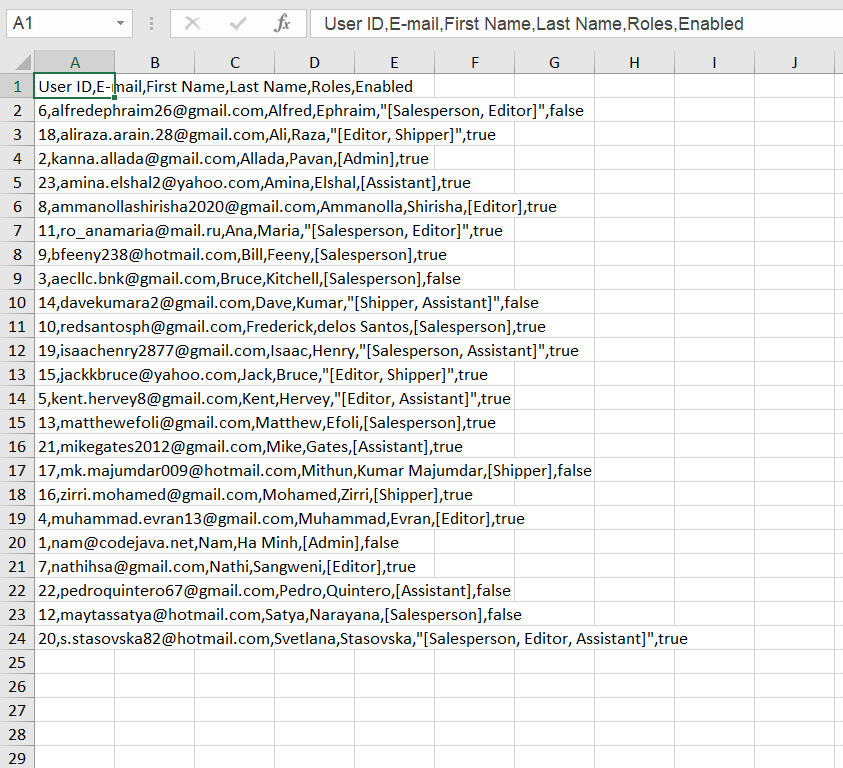 A1 fx User ID,E-mail,First Name,Last Name,Roles,Enabled
A B C D E F G H I J
1 User ID,E-mail,First Name,Last Name,Roles,Enabled
2 6,alfredephraim26@gmail.com,Alfred,Ephraim,"[Salesperson, Editor]",false
3 18,aliraza.arain.28@gmail.com,Ali,Raza,"[Editor, Shipper]",true
4 2,kanna.allada@gmail.com,Allada,Pavan,[Admin],true
5 23,amina.elshal2@yahoo.com,Amina,Elshal,[Assistant],true
6 8,ammanollashirisha2020@gmail.com,Ammanolla,Shirisha,[Editor],true
7 11,ro_anamaria@mail.ru,Ana,Maria,"[Salesperson, Editor]",true
8 9,bfeeny238@hotmail.com,Bill,Feeny,[Salesperson],true
9 3,aecllc.bnk@gmail.com,Bruce,Kitchell,[Salesperson],false
10 14,davekumara2@gmail.com,Dave,Kumar,"[Shipper, Assistant]",false
11 10,redsantosph@gmail.com,Frederick,delos Santos,[Salesperson],true
12 19,isaachenry2877@gmail.com,Isaac,Henry,"[Salesperson, Assistant]",true
13 15,jackkbruce@yahoo.com,Jack,Bruce,"[Editor, Shipper]",true
14 5,kent.hervey8@gmail.com,Kent,Hervey,"[Editor, Assistant]",true
15 13,matthewefoli@gmail.com,Matthew,Efoli,[Salesperson],true
16 21,mikegates2012@gmail.com,Mike,Gates,[Assistant],true
17 17,mk.majumdar009@hotmail.com,Mithun,Kumar Majumdar,[Shipper],false
18 16,zirri.mohamed@gmail.com,Mohamed,Zirri,[Shipper],true
19 4,muhammad.evran13@gmail.com,Muhammad,Evran,[Editor],true
20 1,nam@codejava.net,Nam,Ha Minh,[Admin],false
21 7,nathihsa@gmail.com,Nathi,Sangweni,[Editor],true
22 22,pedroquintero67@gmail.com,Pedro,Quintero,[Assistant],false
23 12,maytassatya@hotmail.com,Satya,Narayana,[Salesperson],false
24 20,s.stasovska82@hotmail.com,Svetlana,Stasovska,"[Salesperson, Editor, Assistant]",true
25
26
27
28
29